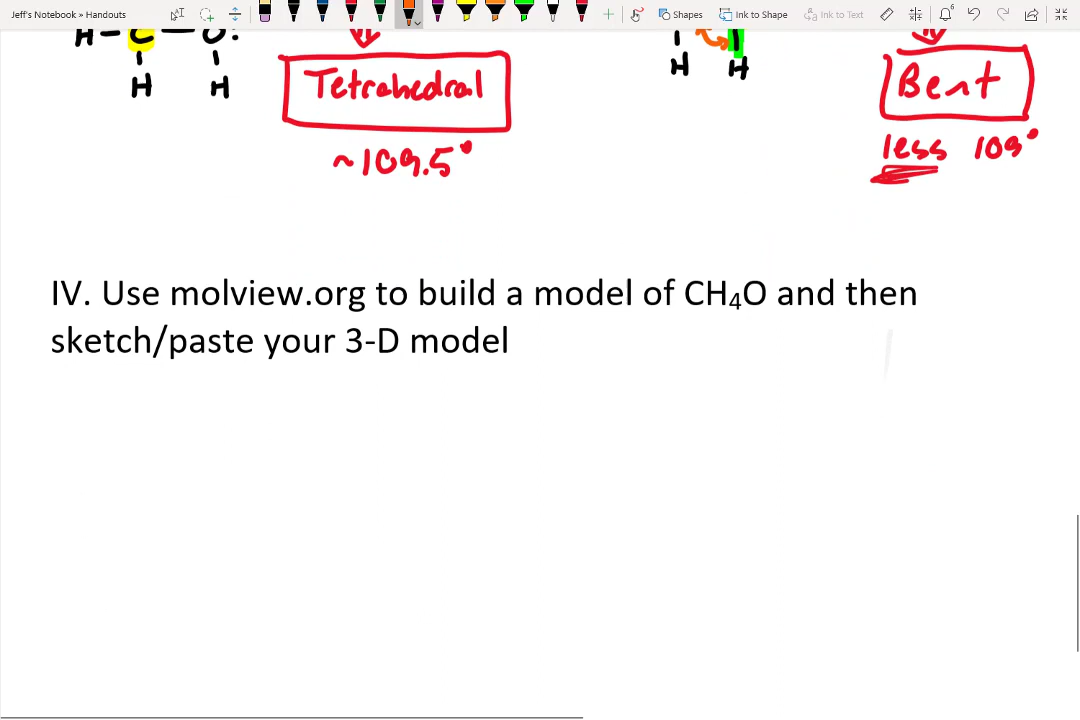 Jeff's Notebook » Handouts
Shapes
Ink to Shape
Ink to Text
6
H - C - O:
H H
Tetrahedral
~109.5°
H H
Bent
less 109°
IV. Use molview.org to build a model of CH₄O and then
sketch/paste your 3-D model